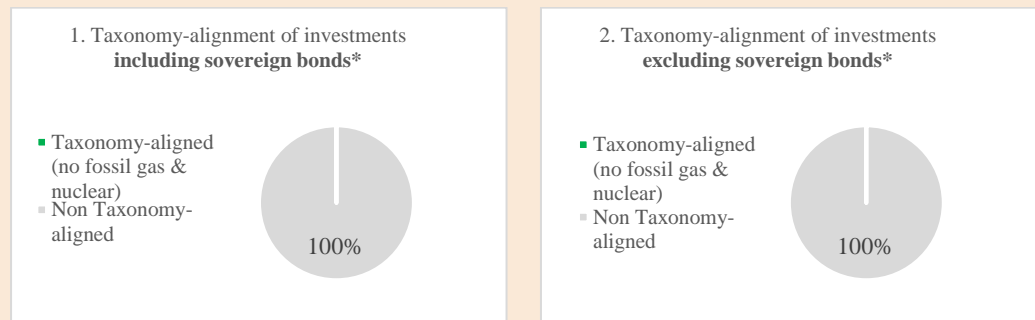 1. Taxonomy-alignment of investments
including sovereign bonds*
Taxonomy-aligned
(no fossil gas &
nuclear)
Non Taxonomy-
aligned
100%
2. Taxonomy-alignment of investments
excluding sovereign bonds*
Taxonomy-aligned
(no fossil gas &
nuclear)
Non Taxonomy-
aligned
100%